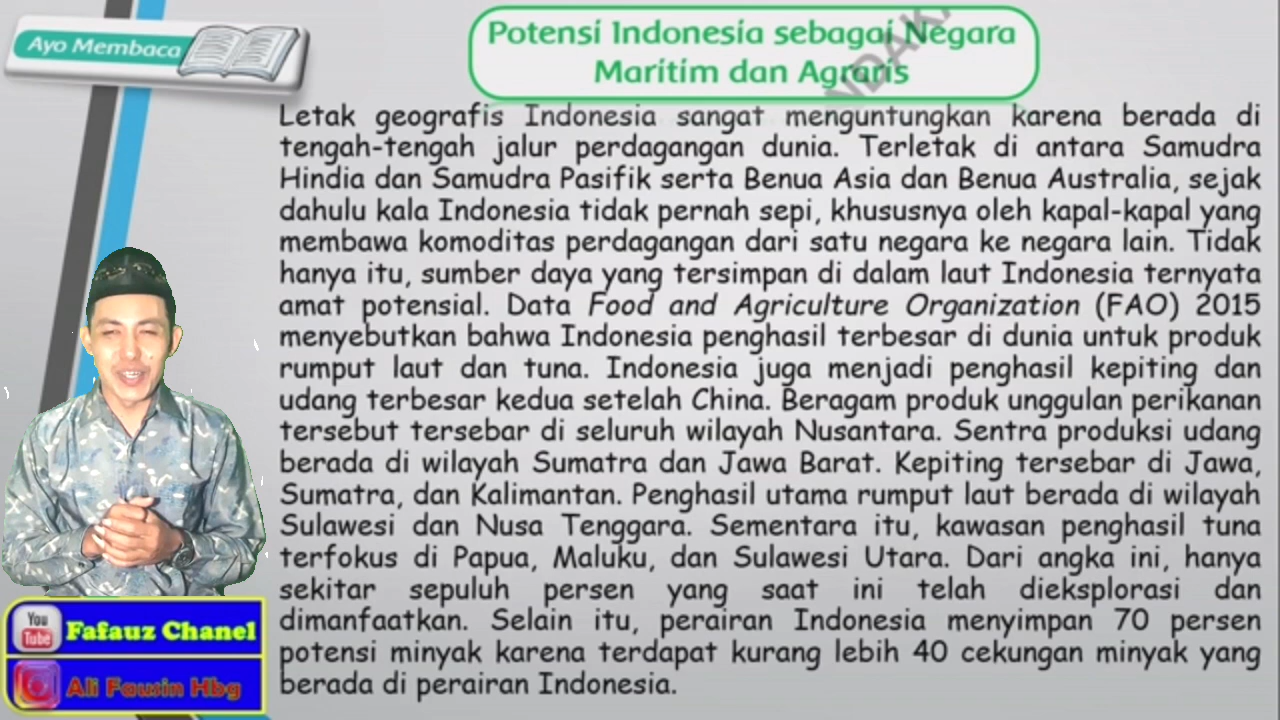 Ayo Membaca
Potensi Indonesia sebagai Negara
Maritim dan Agraris
Letak geografis Indonesia sangat menguntungkan karena berada di
tengah-tengah jalur perdagangan dunia. Terletak di antara Samudra
Hindia dan Samudra Pasifik serta Benua Asia dan Benua Australia, sejak
dahulu kala Indonesia tidak pernah sepi, khususnya oleh kapal-kapal yang
membawa komoditas perdagangan dari satu negara ke negara lain. Tidak
hanya itu, sumber daya yang tersimpan di dalam laut Indonesia ternyata
amat potensial. Data Food and Agriculture Organization (FAO) 2015
menyebutkan bahwa Indonesia penghasil terbesar di dunia untuk produk
rumput laut dan tuna. Indonesia juga menjadi penghasil kepiting dan
udang terbesar kedua setelah China. Beragam produk unggulan perikanan
tersebut tersebar di seluruh wilayah Nusantara. Sentra produksi udang
berada di wilayah Sumatra dan Jawa Barat. Kepiting tersebar di Jawa,
Sumatra, dan Kalimantan. Penghasil utama rumput laut berada di wilayah
Sulawesi dan Nusa Tenggara. Sementara itu, kawasan penghasil tuna
terfokus di Papua, Maluku, dan Sulawesi Utara. Dari angka ini, hanya
sekitar sepuluh persen yang saat ini telah dieksplorasi dan
dimanfaatkan. Selain itu, perairan Indonesia menyimpan 70 persen
potensi minyak karena terdapat kurang lebih 40 cekungan minyak yang
berada di perairan Indonesia.
You
Tube
Fafauz Chanel
Ali Fausin Hbg